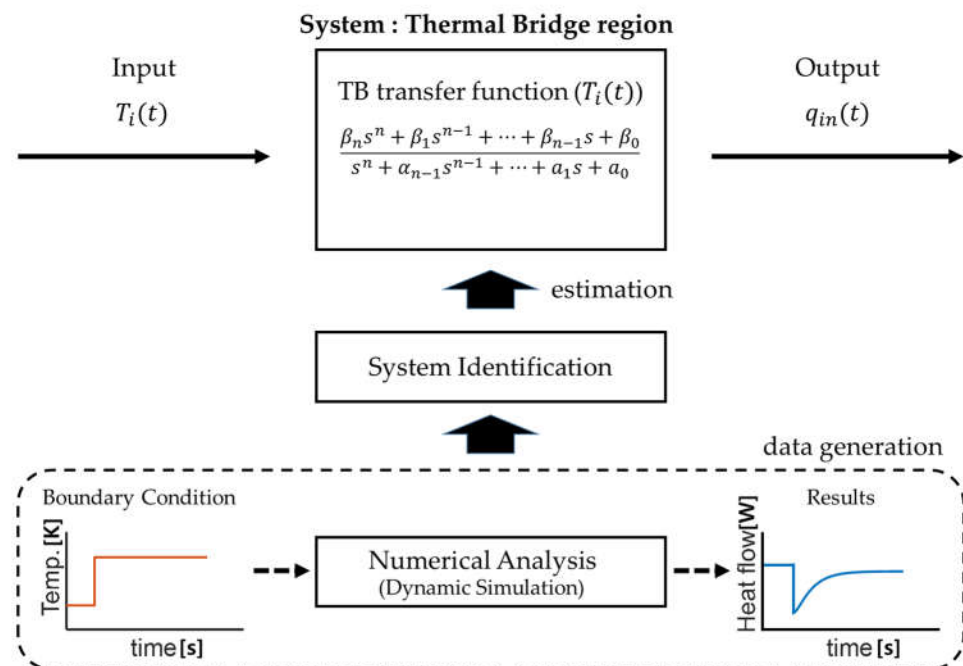 System : Thermal Bridge region
Input
T_i(t)
TB transfer function (T_i(t))
β_n s^n + β_1 s^{n-1} + ⋯ + β_{n-1} s + β_0
s^n + α_{n-1} s^{n-1} + ⋯ + a_1 s + a_0
Output
q_{in}(t)
estimation
System Identification
data generation
Boundary Condition
Temp.[K]
time[s]
Numerical Analysis
(Dynamic Simulation)
Results
Heat flow[W]
time[s]